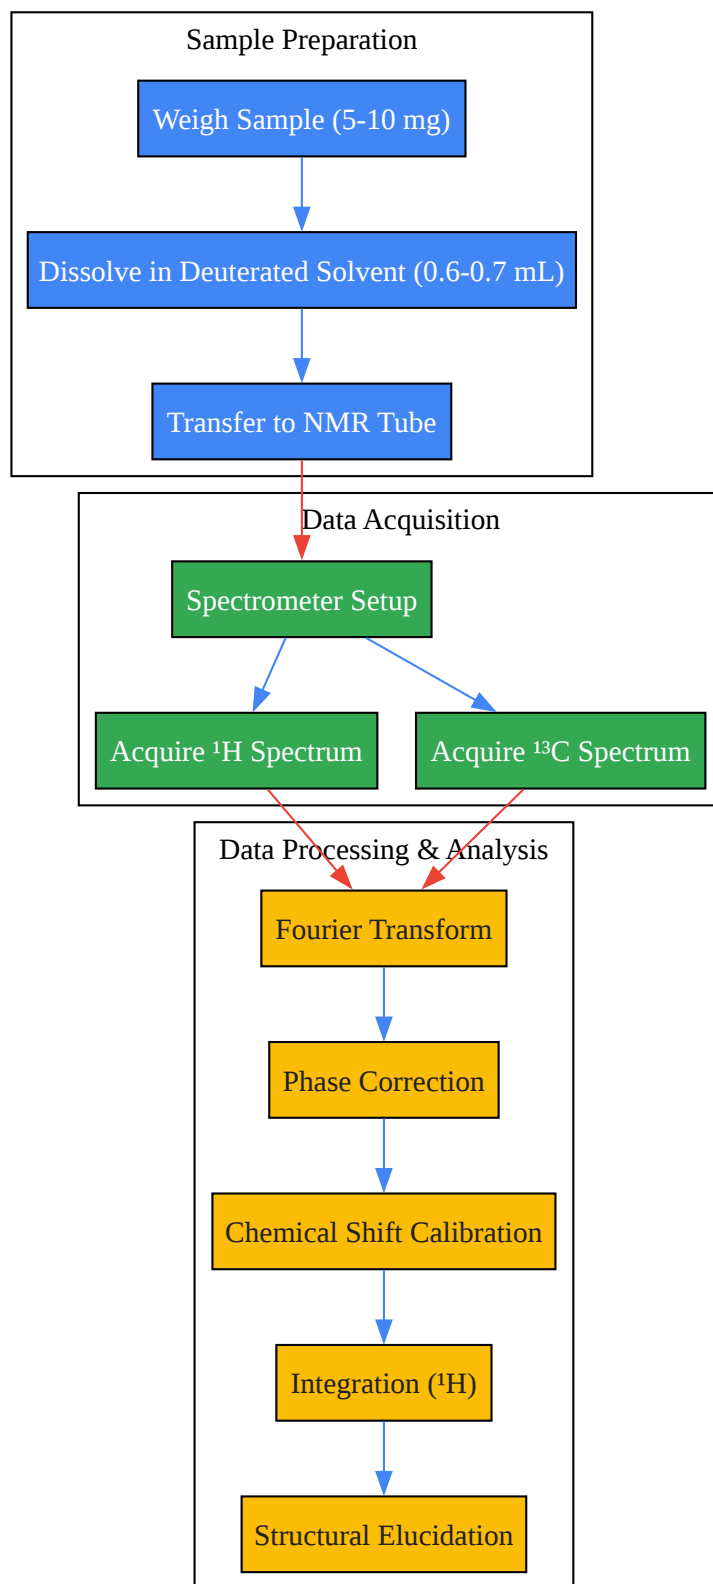 Sample Preparation
Weigh Sample (5-10 mg)
Dissolve in Deuterated Solvent (0.6-0.7 mL)
Transfer to NMR Tube
Data Acquisition
Spectrometer Setup
Acquire ¹H Spectrum
Acquire ¹³C Spectrum
Data Processing & Analysis
Fourier Transform
Phase Correction
Chemical Shift Calibration
Integration (¹H)
Structural Elucidation